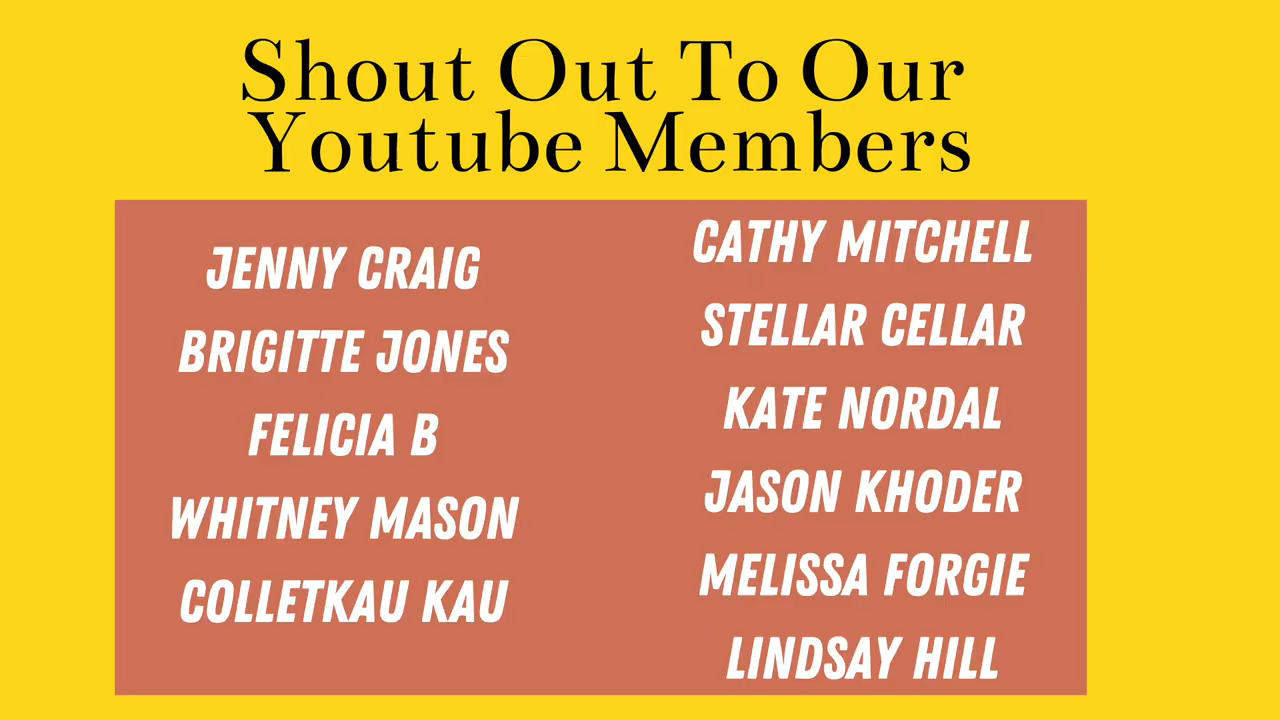 Shout Out To Our
Youtube Members
JENNY CRAIG
BRIGITTE JONES
FELICIA B
WHITNEY MASON
COLLETKAU KAU
CATHY MITCHELL
STELLAR CELLAR
KATE NORDAL
JASON KHODER
MELISSA FORGIE
LINDSAY HILL